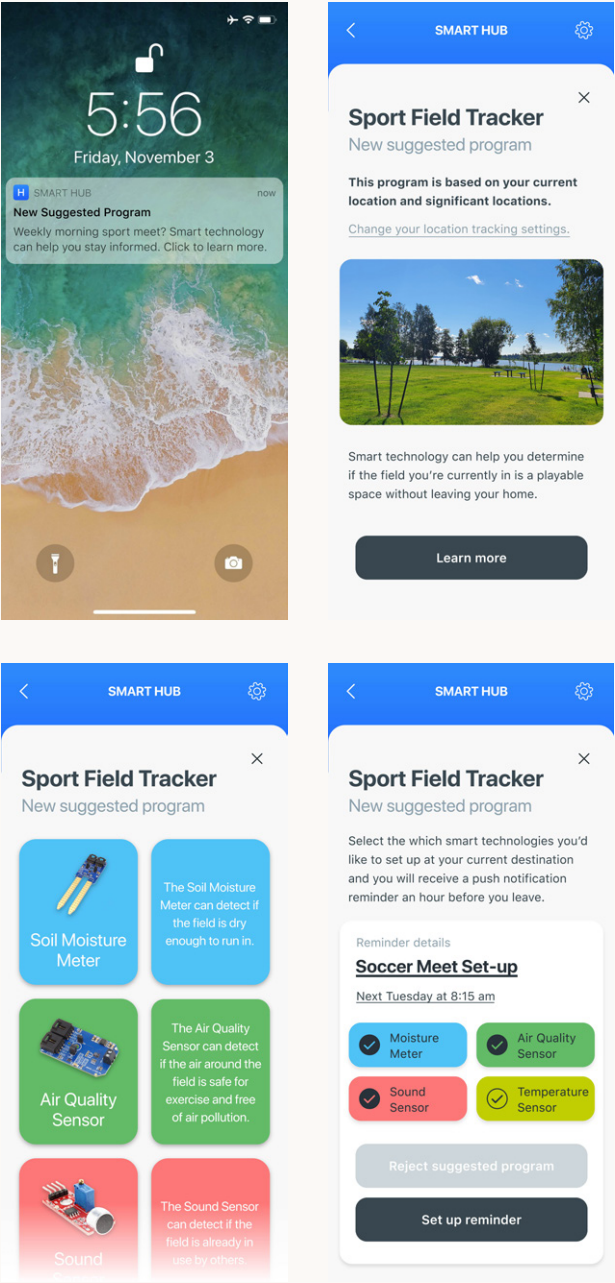 5:56
Friday, November 3
H SMART HUB now
New Suggested Program
Weekly morning sport meet? Smart technology
can help you stay informed. Click to learn more.
SMART HUB
Sport Field Tracker
New suggested program
This program is based on your current
location and significant locations.
Change your location tracking settings.
Smart technology can help you determine
if the field you're currently in is a playable
space without leaving your home.
Learn more
SMART HUB
Sport Field Tracker
New suggested program
Soil Moisture
Meter
The Soil Moisture
Meter can detect if
the field is dry
enough to run in.
Air Quality
Sensor
The Air Quality
Sensor can detect
if the air around the
field is safe for
exercise and free
of air pollution.
Sound
The Sound Sensor
can detect if the
field is already in
use by others.
SMART HUB
Sport Field Tracker
New suggested program
Select the which smart technologies you'd
like to set up at your current destination
and you will receive a push notification
reminder an hour before you leave.
Reminder details
Soccer Meet Set-up
Next Tuesday at 8:15 am
Moisture
Meter
Air Quality
Sensor
Sound
Sensor
Temperature
Sensor
Reject suggested program
Set up reminder